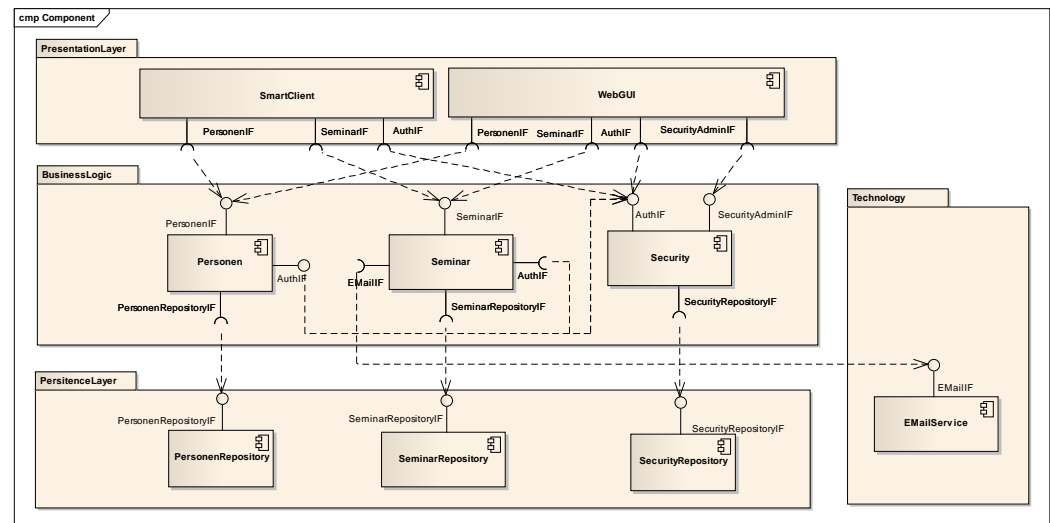 cmp Component
PresentationLayer
SmartClient
WebGUI
PersonenIF
SeminarIF
AuthIF
PersonenIF
SeminarIF
AuthIF
SecurityAdminIF
BusinessLogic
Technology
PersonenIF
SeminarIF
AuthIF
SecurityAdminIF
Personen
Seminar
Security
AuthIF
EMailIF
AuthIF
PersonenRepositoryIF
SeminarRepositoryIF
SecurityRepositoryIF
PersitenceLayer
EMailIF
PersonenRepositoryIF
SeminarRepositoryIF
SecurityRepositoryIF
EMailService
PersonenRepository
SeminarRepository
SecurityRepository